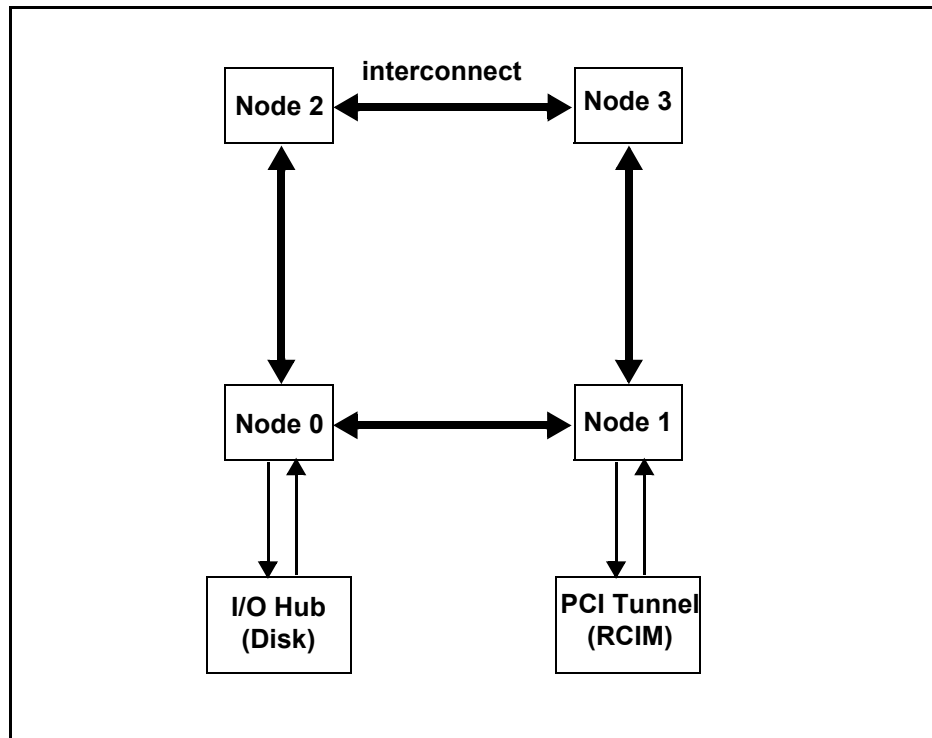 interconnect
Node 2
Node 3
Node 0
Node 1
I/O Hub
(Disk)
PCI Tunnel
(RCIM)